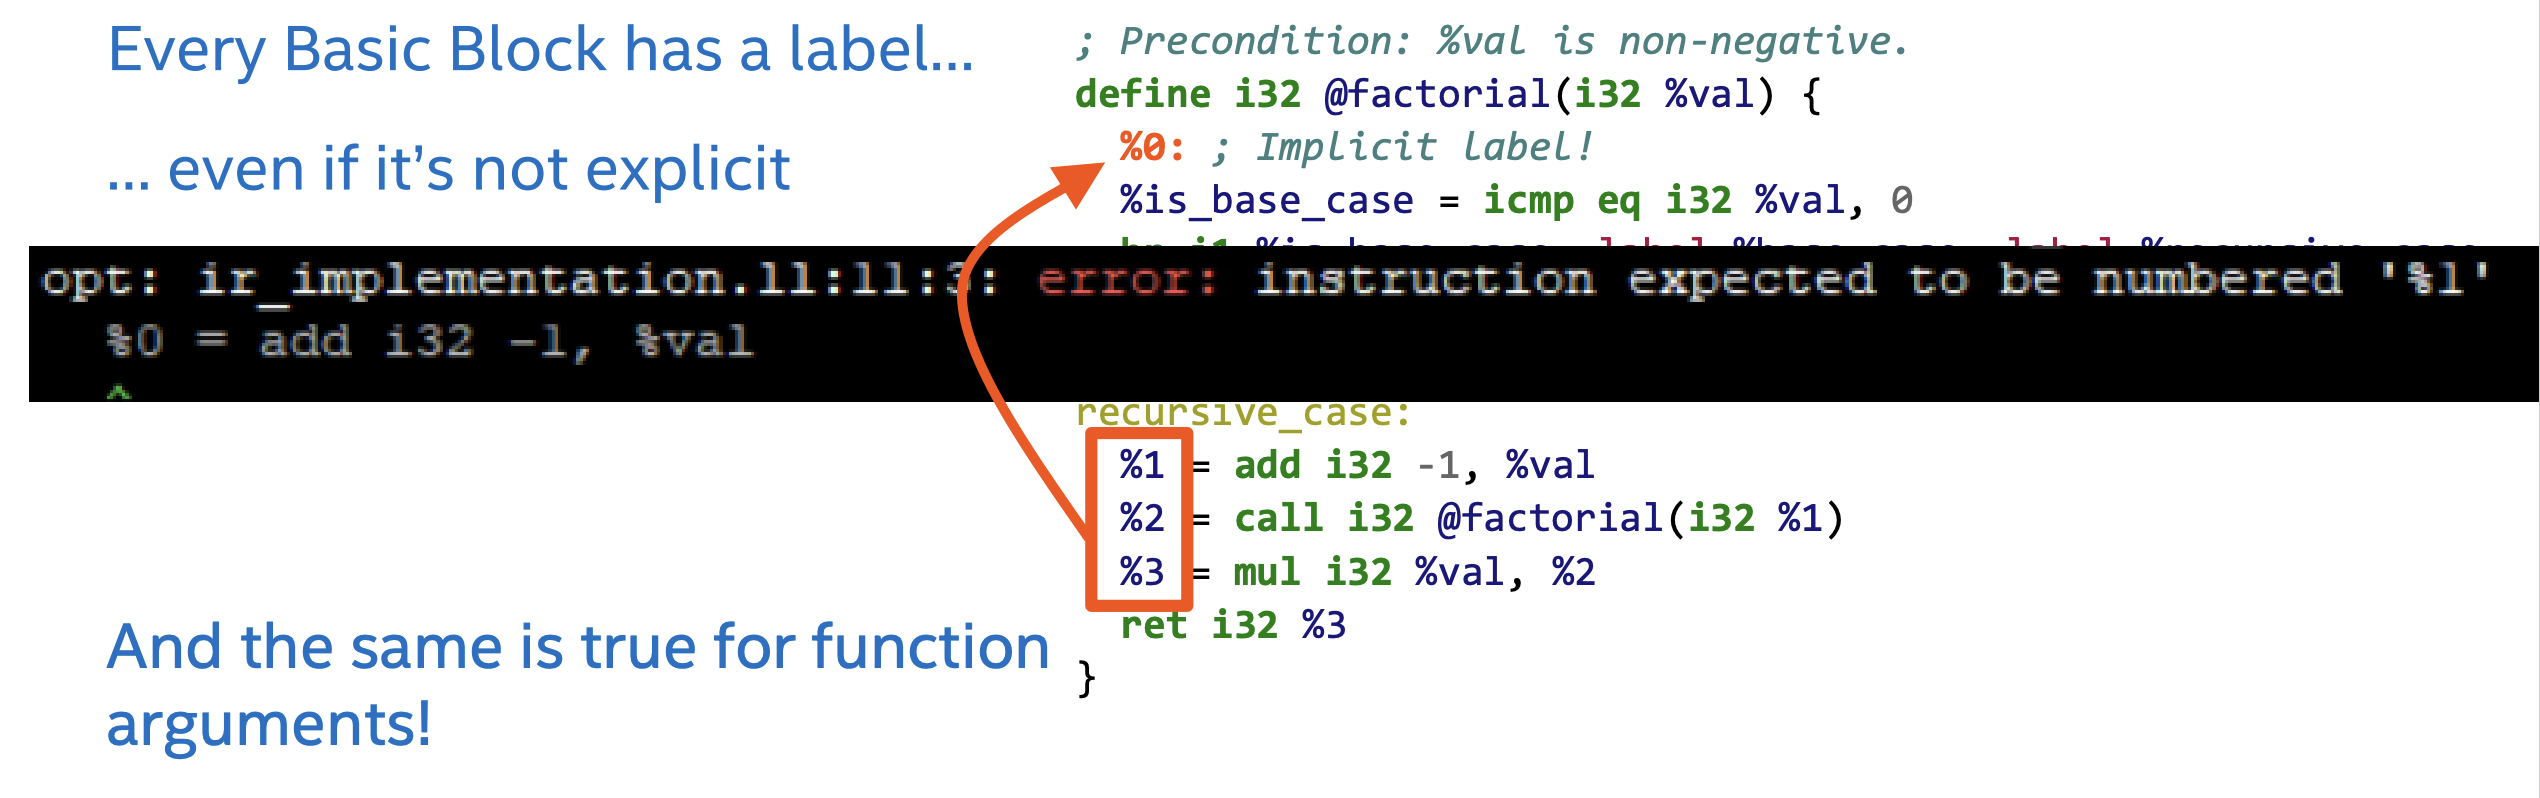 Every Basic Block has a label...
... even if it's not explicit
; Precondition: %val is non-negative.
define i32 @factorial(i32 %val) {
%0: ; Implicit label!
%is_base_case = icmp eq i32 %val, 0
opt: ir_implementation.ll:11:3: error: instruction expected to be numbered '%1'
%0 = add i32 -1, %val
^
recursive_case:
%1 = add i32 -1, %val
%2 = call i32 @factorial(i32 %1)
%3 = mul i32 %val, %2
ret i32 %3
}
And the same is true for function
arguments!